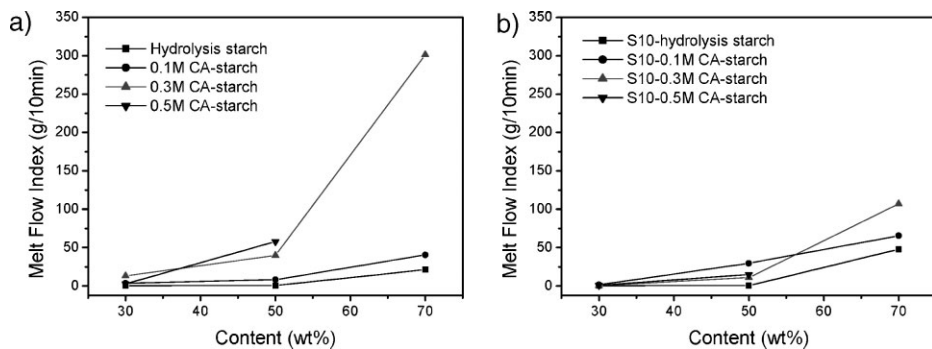 a)
Melt Flow Index (g/10min)
350
300
250
200
150
100
50
0
Hydrolysis starch
0.1M CA-starch
0.3M CA-starch
0.5M CA-starch
30 40 50 60 70
Content (wt%)
b)
Melt Flow Index (g/10min)
350
300
250
200
150
100
50
0
S10-hydrolysis starch
S10-0.1M CA-starch
S10-0.3M CA-starch
S10-0.5M CA-starch
30 40 50 60 70
Content (wt%)